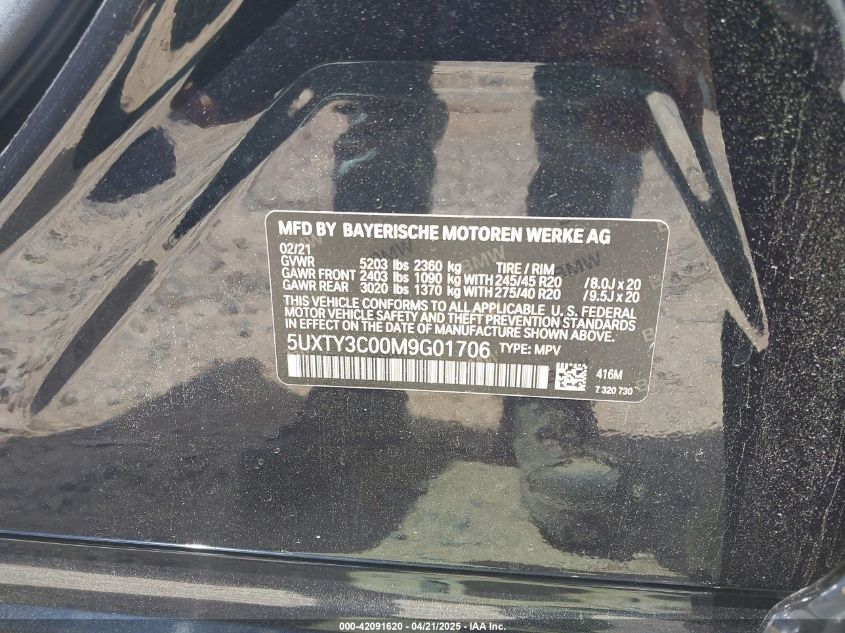 MFD BY BAYERISCHE MOTOREN WERKE AG
02/21
GVWR 5203 lbs 2360 kg TIRE / RIM
GAWR FRONT 2403 lbs 1090 kg WITH 245/45 R20 / 8.0J x 20
GAWR REAR 3020 lbs 1370 kg WITH 275/40 R20 / 9.5J x 20
THIS VEHICLE CONFORMS TO ALL APPLICABLE U. S. FEDERAL
MOTOR VEHICLE SAFETY AND THEFT PREVENTION STANDARDS
IN EFFECT ON THE DATE OF MANUFACTURE SHOWN ABOVE.
5UXTY3C00M9G01706 TYPE: MPV
416M
7 320 730
000-42091620 - 04/21/2025 - IAA Inc.